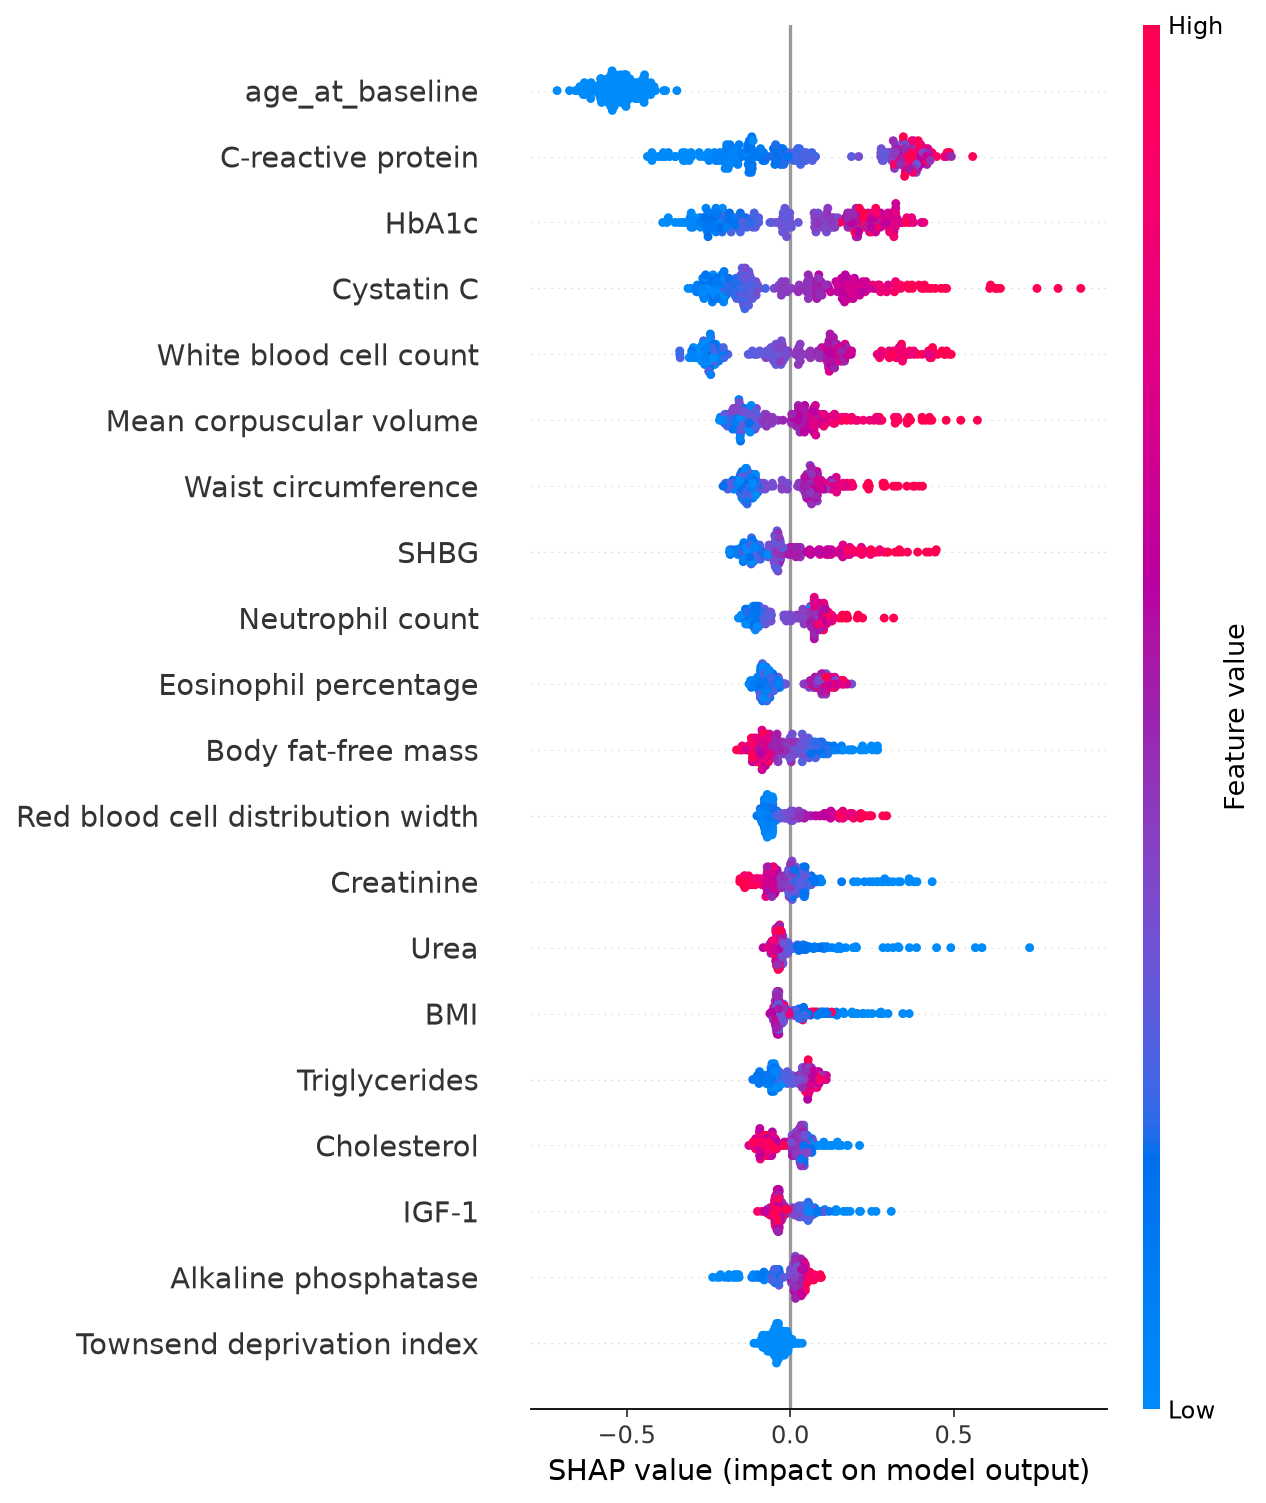 High
age_at_baseline
C-reactive protein
HbA1c
Cystatin C
White blood cell count
Mean corpuscular volume
Waist circumference
SHBG
Neutrophil count
Eosinophil percentage
Body fat-free mass
Red blood cell distribution width
Creatinine
Urea
BMI
Triglycerides
Cholesterol
IGF-1
Alkaline phosphatase
Townsend deprivation index
Feature value
Low
−0.5 0.0 0.5
SHAP value (impact on model output)